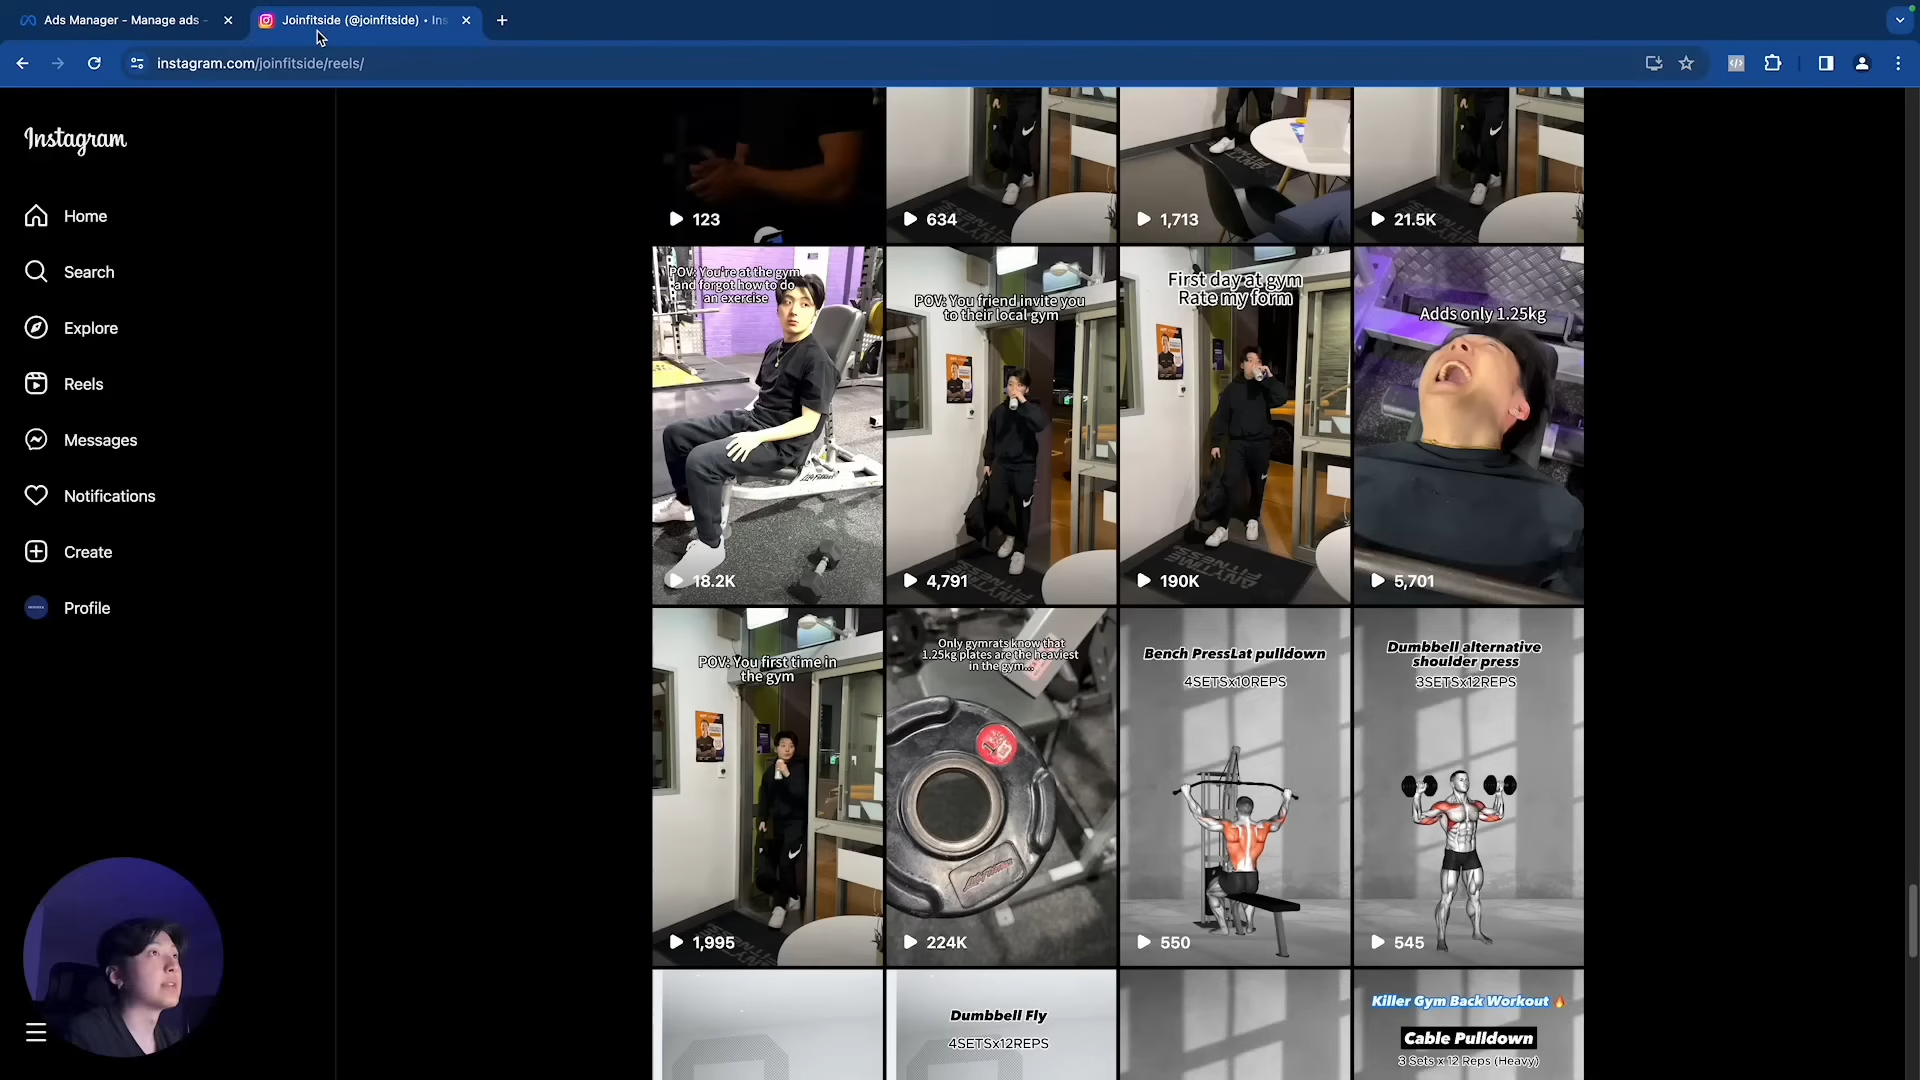 Ads Manager - Manage ads -
Joinfitside (@joinfitside) • Ins
instagram.com/joinfitside/reels/
Instagram
Home
Search
Explore
Reels
Messages
Notifications
Create
Profile
123
634
1,713
21.5K
POV: You're at the gym
and forgot how to do
an exercise
18.2K
POV: You friend invite you
to their local gym
4,791
First day at gym
Rate my form
ANYTIME
FITNESS
190K
Adds only 1.25kg
5,701
POV: You first time in
the gym
1,995
Only gymrats know that
1.25kg plates are the heaviest
in the gym...
224K
Bench PressLat pulldown
4SETSx10REPS
550
Dumbbell alternative
shoulder press
3SETSx12REPS
545
Dumbbell Fly
4SETSx12REPS
Killer Gym Back Workout 🔥
Cable Pulldown
3 Sets x 12 Reps (Heavy)